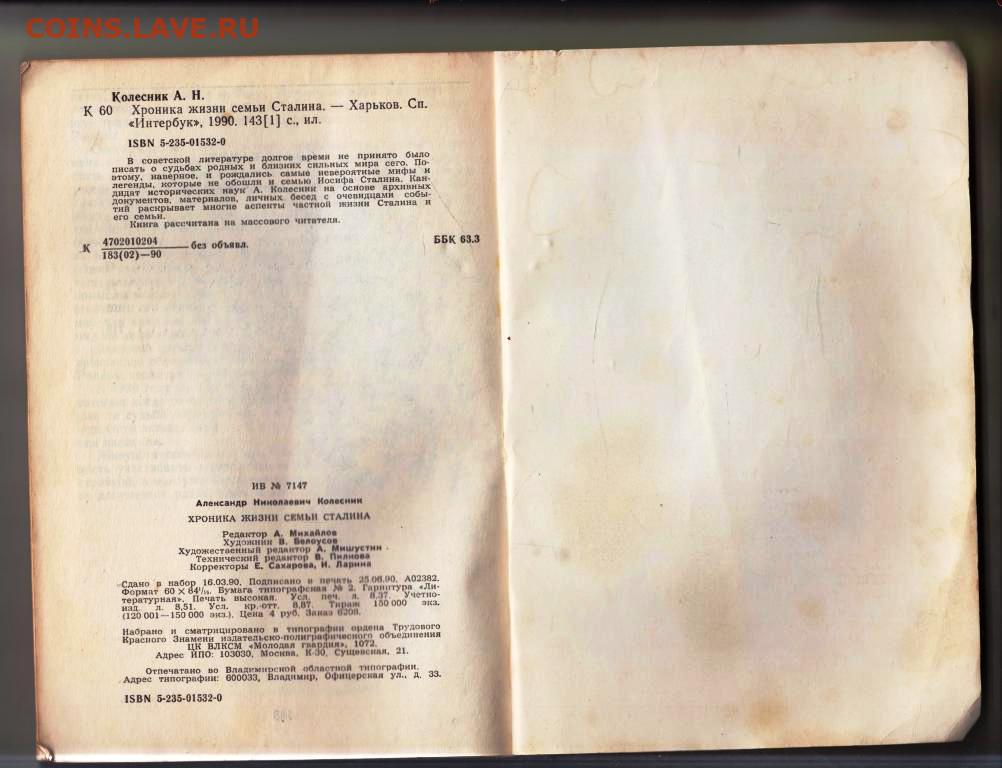 COINS.LAVE.RU
Колесник А. Н.
К 60 Хроника жизни семьи Сталина. — Харьков. Сп.
«Интербук», 1990. 143[1] с., ил.
ISBN 5-235-01532-0
В советской литературе долгое время не принято было
писать о судьбах родных и близких сильных мира сего. По-
этому, наверное, и рождались самые невероятные мифы и
легенды, которые не обошли и семью Иосифа Сталина. Кан-
дидат исторических наук А. Колесник на основе архивных
документов, материалов, личных бесед с очевидцами собы-
тий раскрывает многие аспекты частной жизни Сталина и
его семьи.
Книга рассчитана на массового читателя.
К 4702010204 без объявл. ББК 63.3
183(02)—90
ИВ № 7147
Александр Николаевич Колесник
ХРОНИКА ЖИЗНИ СЕМЬИ СТАЛИНА
Редактор А. Михайлов
Художник В. Белоусов
Художественный редактор А. Мишустин
Технический редактор В. Пилкова
Корректоры Е. Сахарова, И. Ларина
Сдано в набор 16.03.90. Подписано в печать 25.06.90. А02382.
Формат 60 × 84¹/₁₆. Бумага типографская № 2. Гарнитура «Ли-
тературная». Печать высокая. Усл. печ. л. 8,37. Учетно-
изд. л. 8,51. Усл. кр.-отт. 8,87. Тираж 150 000 экз.
(120 001—150 000 экз.). Цена 4 руб. Заказ 6208.
Набрано и сматрицировано в типографии ордена Трудового
Красного Знамени издательско-полиграфического объединения
ЦК ВЛКСМ «Молодая гвардия», 1072.
Адрес ИПО: 103030, Москва, К-30, Сущевская, 21.
Отпечатано во Владимирской областной типографии.
Адрес типографии: 600033, Владимир, Офицерская ул., д. 33.
ISBN 5-235-01532-0